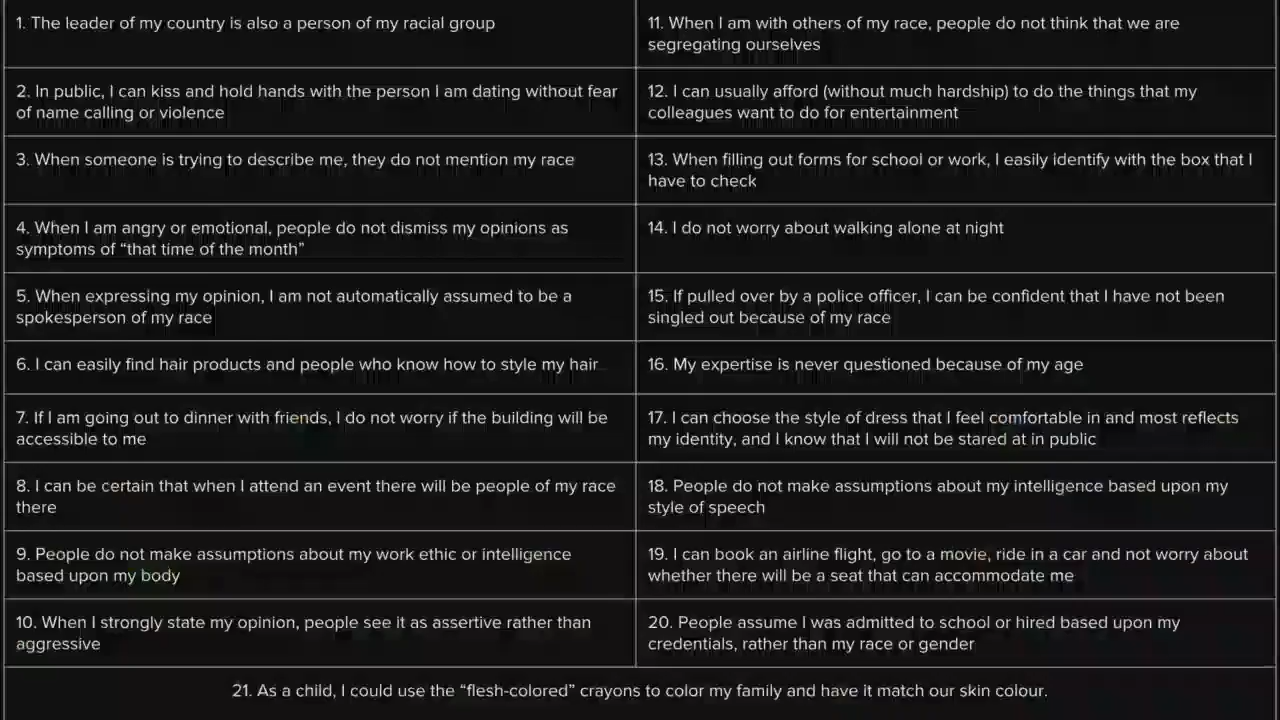 1. The leader of my country is also a person of my racial group
2. In public, I can kiss and hold hands with the person I am dating without fear
of name calling or violence
3. When someone is trying to describe me, they do not mention my race
4. When I am angry or emotional, people do not dismiss my opinions as
symptoms of “that time of the month”
5. When expressing my opinion, I am not automatically assumed to be a
spokesperson of my race
6. I can easily find hair products and people who know how to style my hair
7. If I am going out to dinner with friends, I do not worry if the building will be
accessible to me
8. I can be certain that when I attend an event there will be people of my race
there
9. People do not make assumptions about my work ethic or intelligence
based upon my body
10. When I strongly state my opinion, people see it as assertive rather than
aggressive
11. When I am with others of my race, people do not think that we are
segregating ourselves
12. I can usually afford (without much hardship) to do the things that my
colleagues want to do for entertainment
13. When filling out forms for school or work, I easily identify with the box that I
have to check
14. I do not worry about walking alone at night
15. If pulled over by a police officer, I can be confident that I have not been
singled out because of my race
16. My expertise is never questioned because of my age
17. I can choose the style of dress that I feel comfortable in and most reflects
my identity, and I know that I will not be stared at in public
18. People do not make assumptions about my intelligence based upon my
style of speech
19. I can book an airline flight, go to a movie, ride in a car and not worry about
whether there will be a seat that can accommodate me
20. People assume I was admitted to school or hired based upon my
credentials, rather than my race or gender
21. As a child, I could use the “flesh-colored” crayons to color my family and have it match our skin colour.